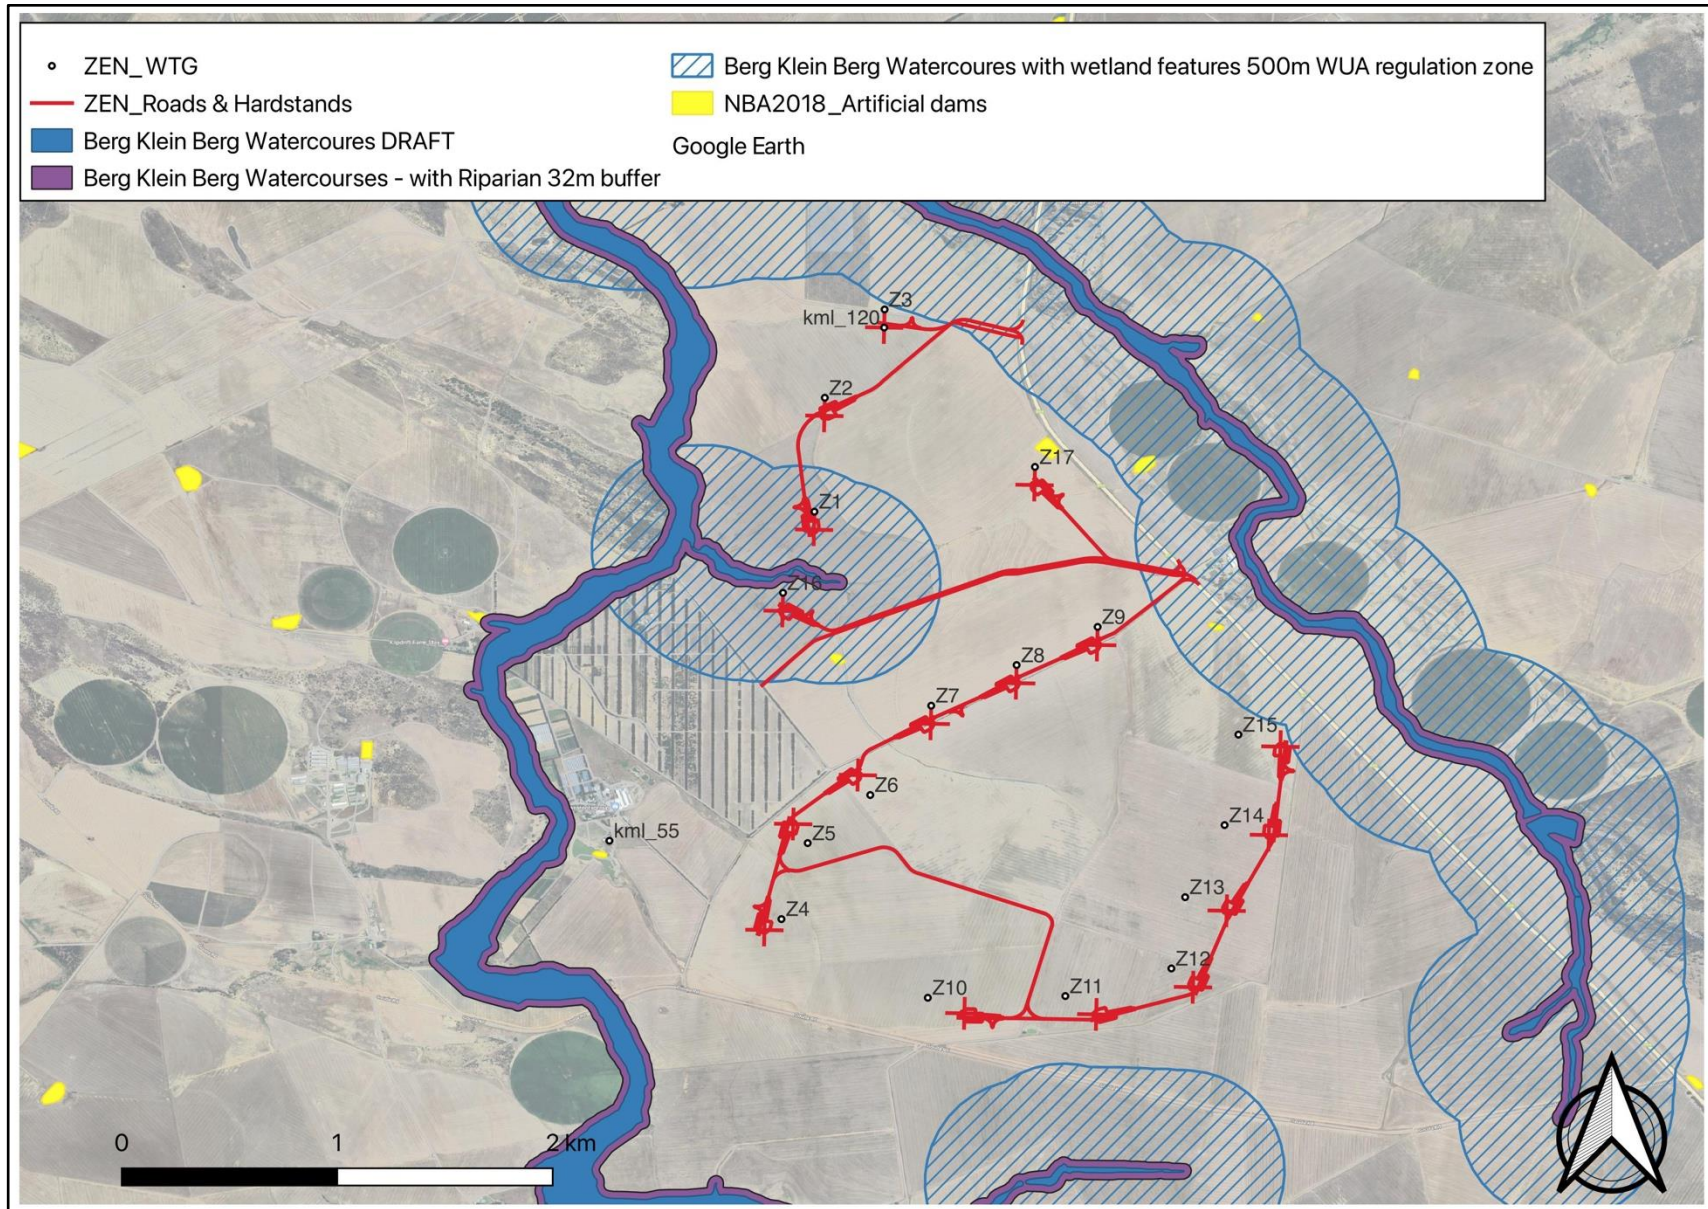 ZEN_WTG
ZEN_Roads & Hardstands
Berg Klein Berg Watercoures DRAFT
Berg Klein Berg Watercourses - with Riparian 32m buffer
Berg Klein Berg Watercoures with wetland features 500m WUA regulation zone
NBA2018_Artificial dams
Google Earth
Z3
kml_120
Z2
Z17
Z1
Z16
Z9
Z8
Z7
Z15
Z6
Z14
Z5
kml_55
Z13
Z4
Z12
Z10
Z11
0 1 2 km